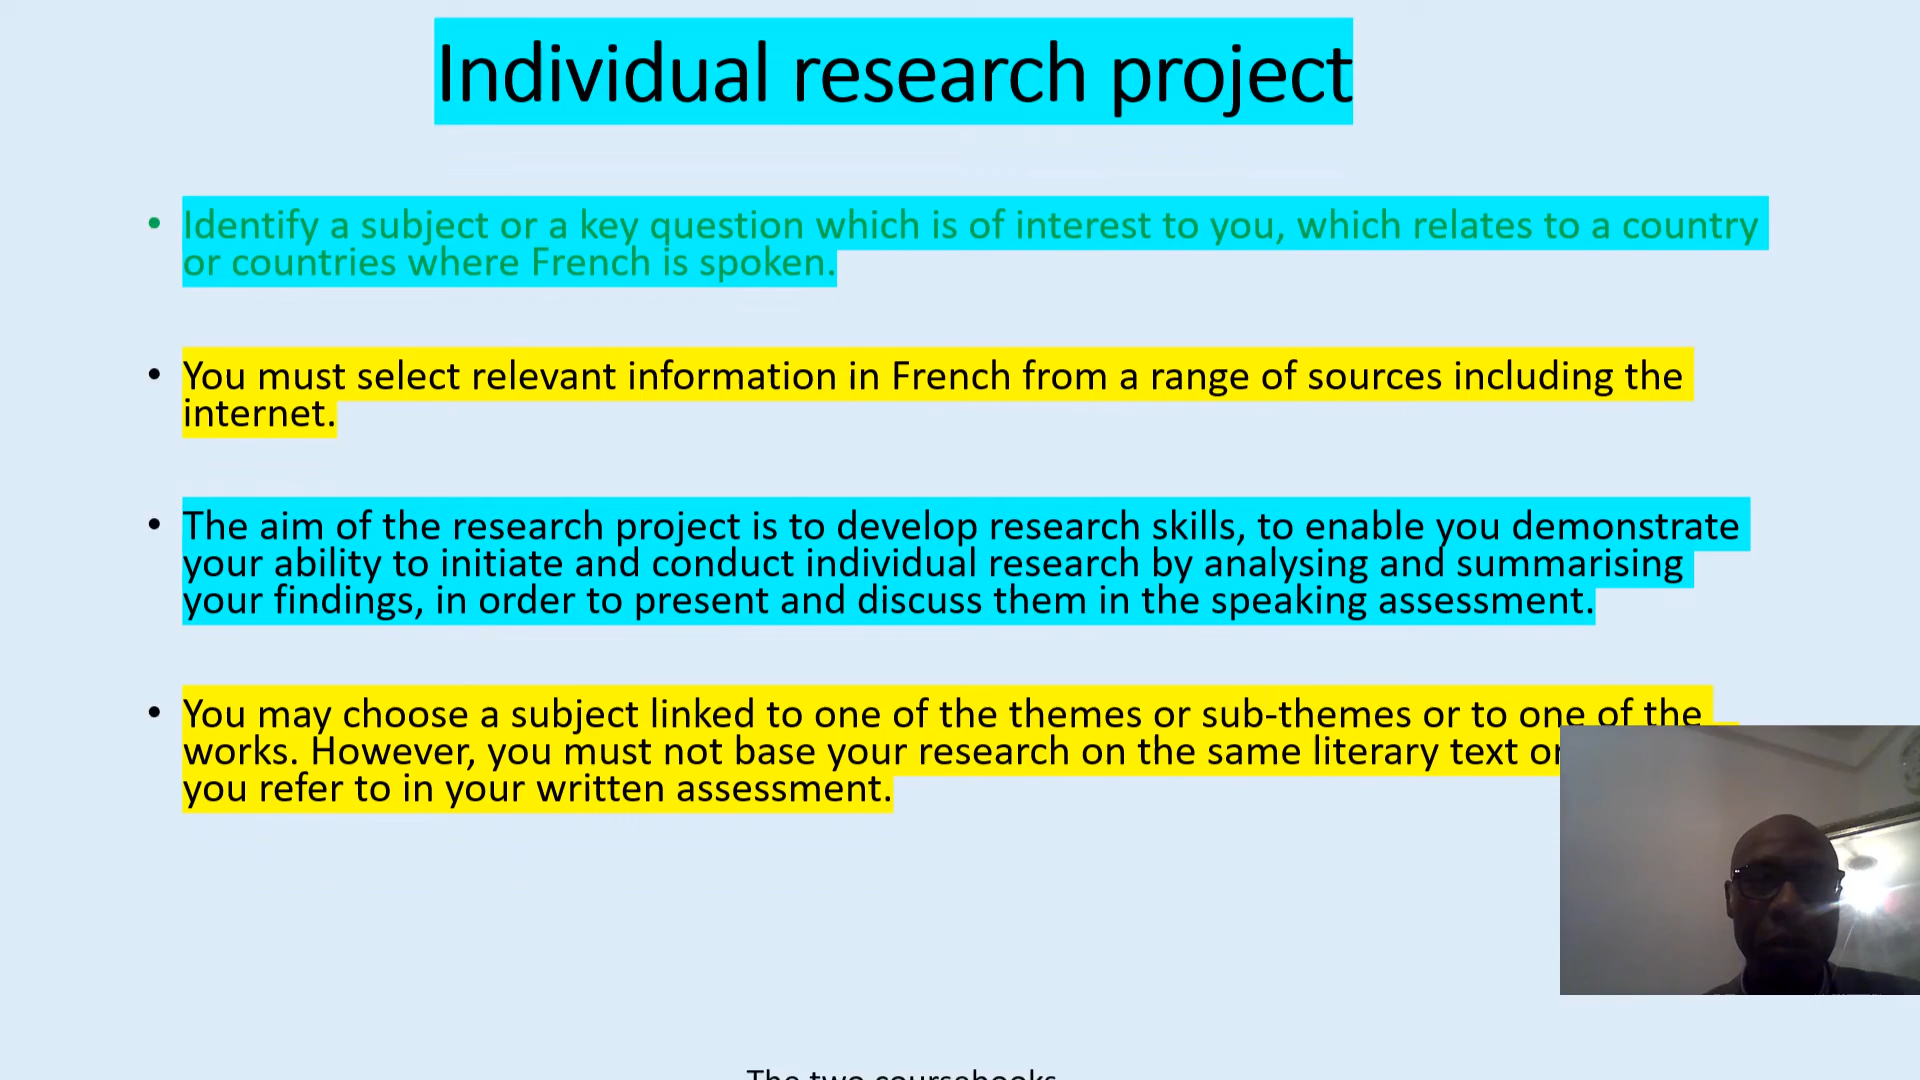 Individual research project
• Identify a subject or a key question which is of interest to you, which relates to a country
or countries where French is spoken.
• You must select relevant information in French from a range of sources including the
internet.
• The aim of the research project is to develop research skills, to enable you demonstrate
your ability to initiate and conduct individual research by analysing and summarising
your findings, in order to present and discuss them in the speaking assessment.
• You may choose a subject linked to one of the themes or sub-themes or to one of the
works. However, you must not base your research on the same literary text or
you refer to in your written assessment.
The two coursebooks